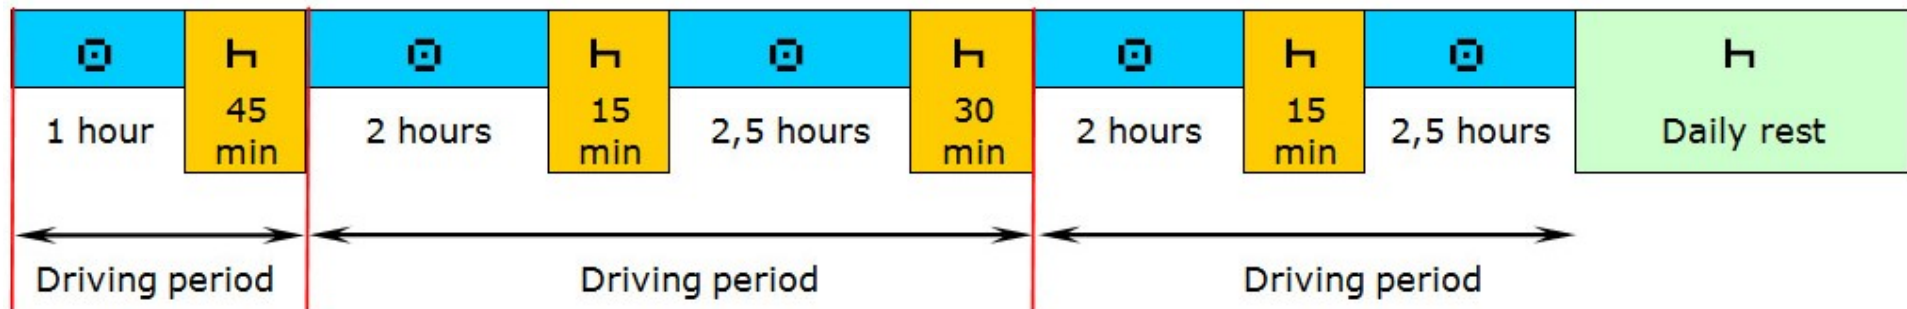 1 hour
45
min
2 hours
15
min
2,5 hours
30
min
2 hours
15
min
2,5 hours
Daily rest
Driving period
Driving period
Driving period